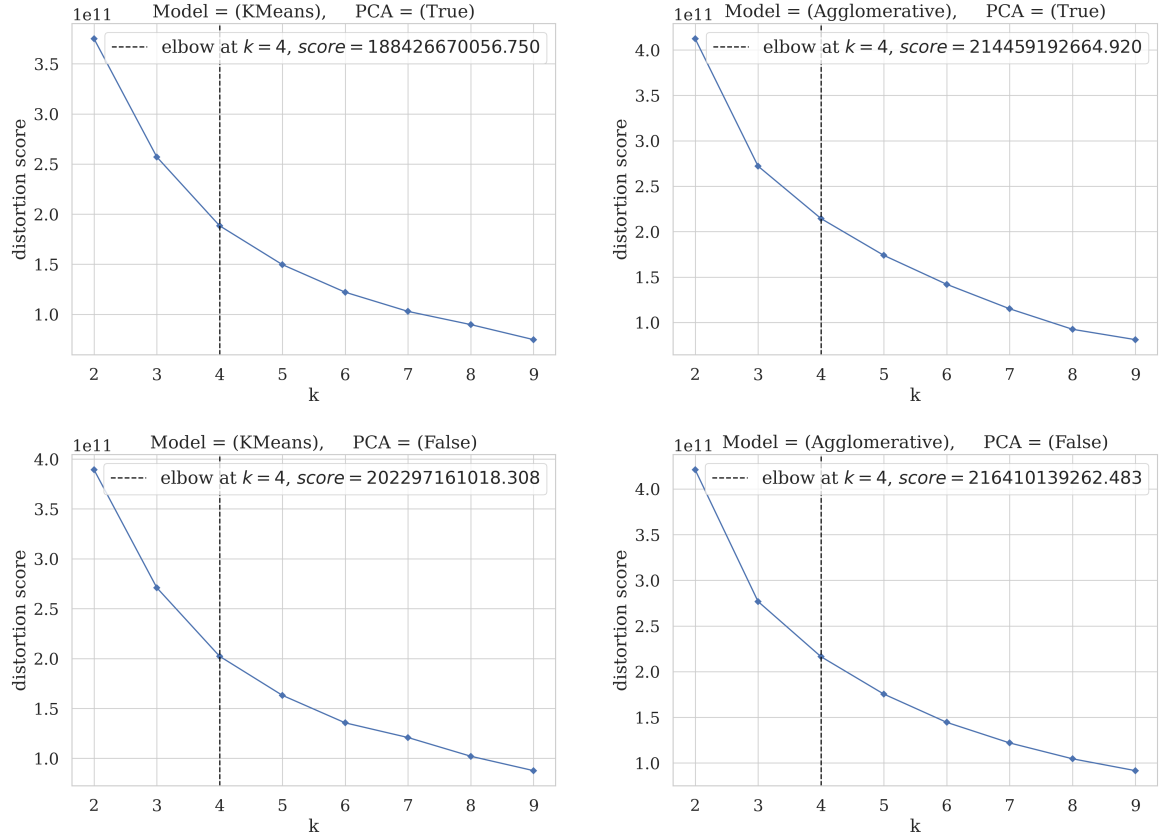 1e11 Model = (KMeans), PCA = (True)
elbow at k = 4, score = 188426670056.750
3.5
3.0
2.5
2.0
1.5
1.0
distortion score
2 3 4 5 6 7 8 9
k
1e11 Model = (Agglomerative), PCA = (True)
elbow at k = 4, score = 214459192664.920
4.0
3.5
3.0
2.5
2.0
1.5
1.0
distortion score
2 3 4 5 6 7 8 9
k
1e11 Model = (KMeans), PCA = (False)
elbow at k = 4, score = 202297161018.308
4.0
3.5
3.0
2.5
2.0
1.5
1.0
distortion score
2 3 4 5 6 7 8 9
k
1e11 Model = (Agglomerative), PCA = (False)
elbow at k = 4, score = 216410139262.483
4.0
3.5
3.0
2.5
2.0
1.5
1.0
distortion score
2 3 4 5 6 7 8 9
k